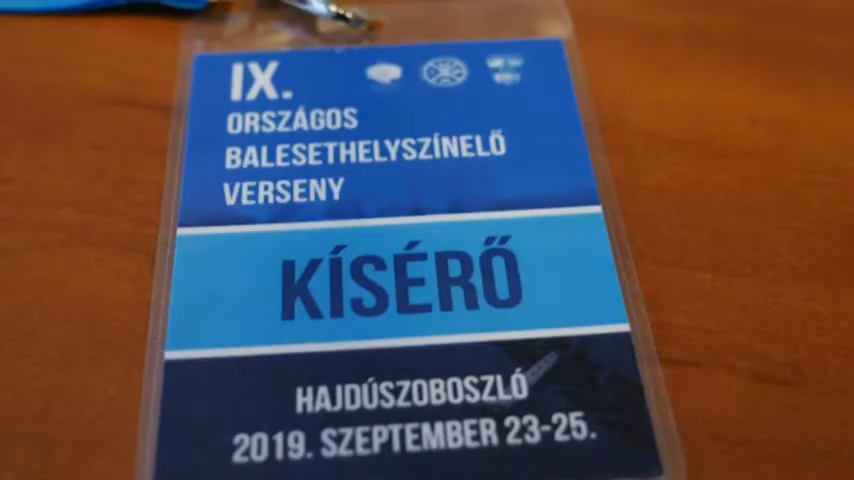 IX.
ORSZÁGOS
BALESETHELYSZÍNELŐ
VERSENY
KÍSÉRŐ
HAJDÚSZOBOSZLÓ
2019. SZEPTEMBER 23-25.